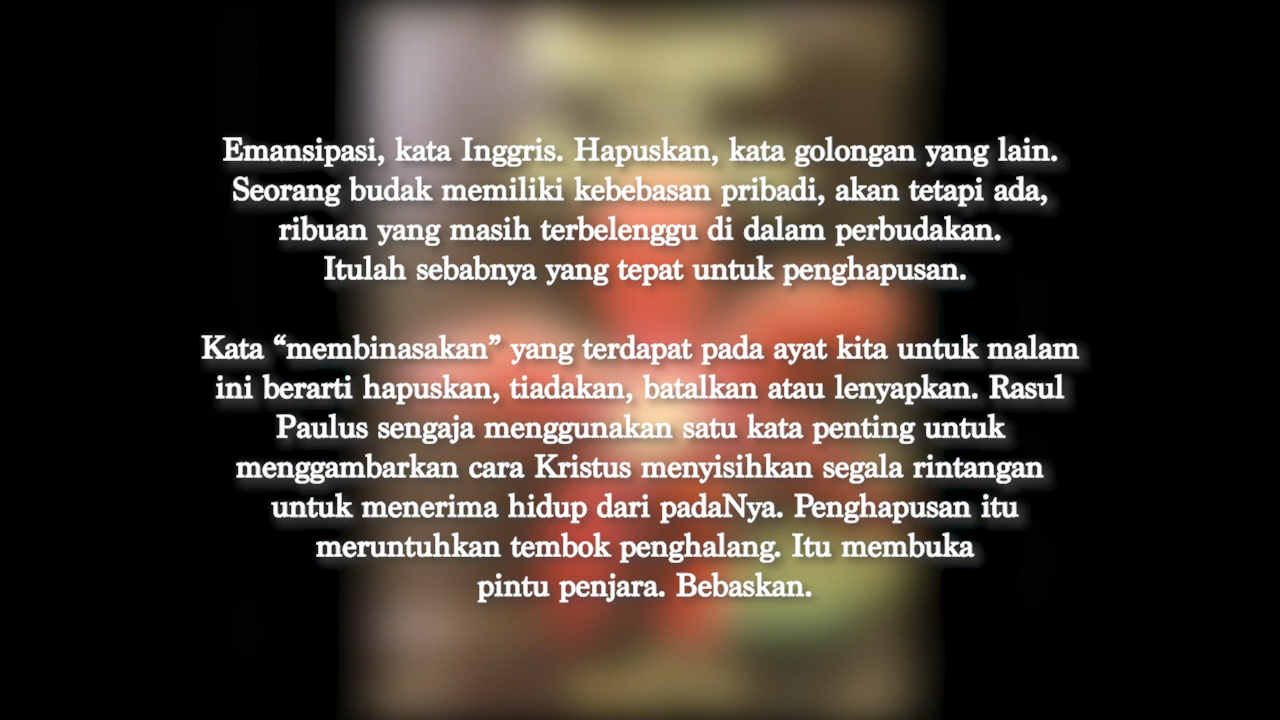 Emansipasi, kata Inggris. Hapuskan, kata golongan yang lain.
Seorang budak memiliki kebebasan pribadi, akan tetapi ada,
ribuan yang masih terbelenggu di dalam perbudakan.
Itulah sebabnya yang tepat untuk penghapusan.
Kata “membinasakan” yang terdapat pada ayat kita untuk malam
ini berarti hapuskan, tiadakan, batalkan atau lenyapkan. Rasul
Paulus sengaja menggunakan satu kata penting untuk
menggambarkan cara Kristus menyisihkan segala rintangan
untuk menerima hidup dari padaNya. Penghapusan itu
meruntuhkan tembok penghalang. Itu membuka
pintu penjara. Bebaskan.